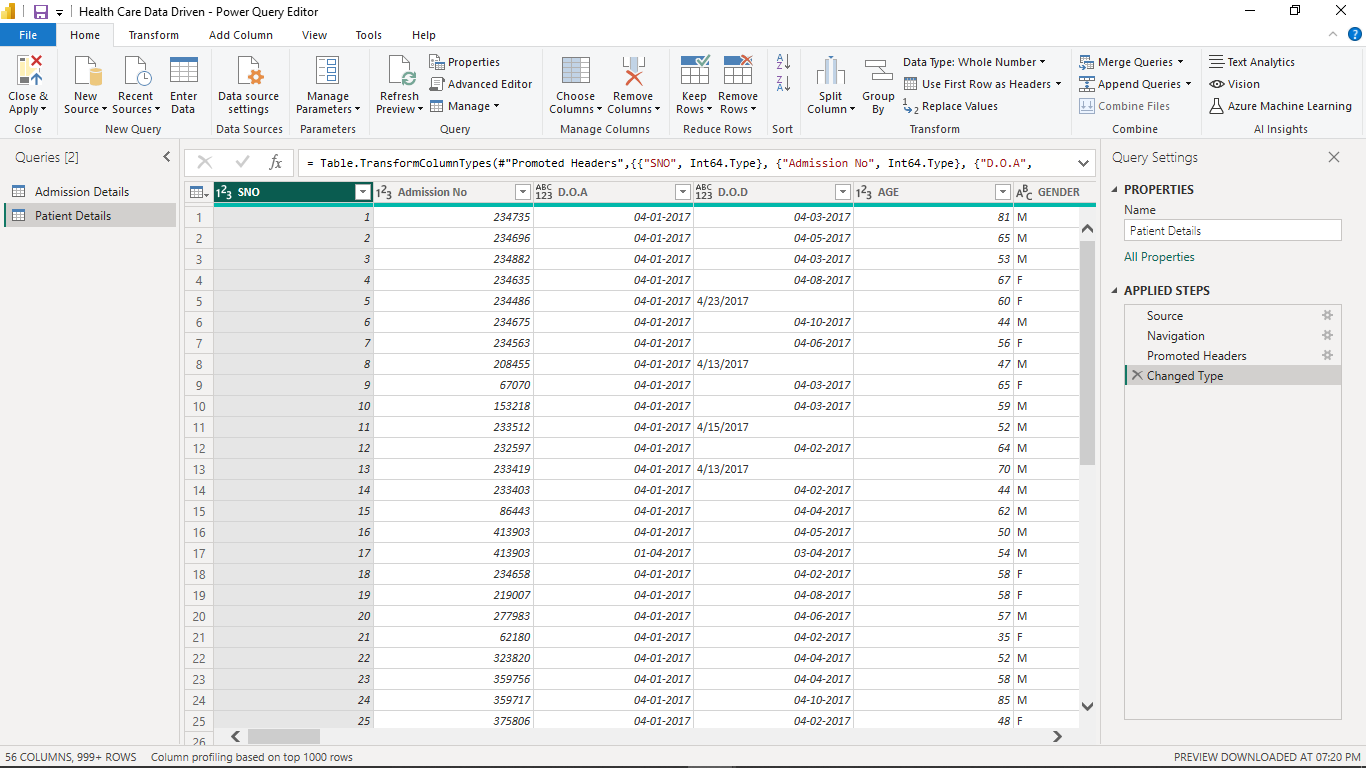 Health Care Data Driven - Power Query Editor
File Home Transform Add Column View Tools Help
Close & Apply
Close
New Source
Recent Sources
Enter Data
New Query
Data source settings
Data Sources
Manage Parameters
Parameters
Refresh Preview
Properties
Advanced Editor
Manage
Query
Choose Columns
Remove Columns
Manage Columns
Keep Rows
Remove Rows
Reduce Rows
Sort
Split Column
Group By
Data Type: Whole Number
Use First Row as Headers
Replace Values
Transform
Merge Queries
Append Queries
Combine Files
Combine
Text Analytics
Vision
Azure Machine Learning
AI Insights
Queries [2]
Admission Details
Patient Details
fx = Table.TransformColumnTypes(#"Promoted Headers",{{"SNO", Int64.Type}, {"Admission No", Int64.Type}, {"D.O.A",
SNO Admission No D.O.A D.O.D AGE GENDER
1 1 234735 04-01-2017 04-03-2017 81 M
2 2 234696 04-01-2017 04-05-2017 65 M
3 3 234882 04-01-2017 04-03-2017 53 M
4 4 234635 04-01-2017 04-08-2017 67 F
5 5 234486 04-01-2017 4/23/2017 60 F
6 6 234675 04-01-2017 04-10-2017 44 M
7 7 234563 04-01-2017 04-06-2017 56 F
8 8 208455 04-01-2017 4/13/2017 47 M
9 9 67070 04-01-2017 04-03-2017 65 F
10 10 153218 04-01-2017 04-03-2017 59 M
11 11 233512 04-01-2017 4/15/2017 52 M
12 12 232597 04-01-2017 04-02-2017 64 M
13 13 233419 04-01-2017 4/13/2017 70 M
14 14 233403 04-01-2017 04-02-2017 44 M
15 15 86443 04-01-2017 04-04-2017 62 M
16 16 413903 04-01-2017 04-05-2017 50 M
17 17 413903 01-04-2017 03-04-2017 54 M
18 18 234658 04-01-2017 04-02-2017 58 F
19 19 219007 04-01-2017 04-08-2017 58 F
20 20 277983 04-01-2017 04-06-2017 57 M
21 21 62180 04-01-2017 04-02-2017 35 F
22 22 323820 04-01-2017 04-04-2017 52 M
23 23 359756 04-01-2017 04-04-2017 58 M
24 24 359717 04-01-2017 04-10-2017 85 M
25 25 375806 04-01-2017 04-02-2017 48 F
26
Query Settings
PROPERTIES
Name
Patient Details
All Properties
APPLIED STEPS
Source
Navigation
Promoted Headers
Changed Type
56 COLUMNS, 999+ ROWS Column profiling based on top 1000 rows
PREVIEW DOWNLOADED AT 07:20 PM